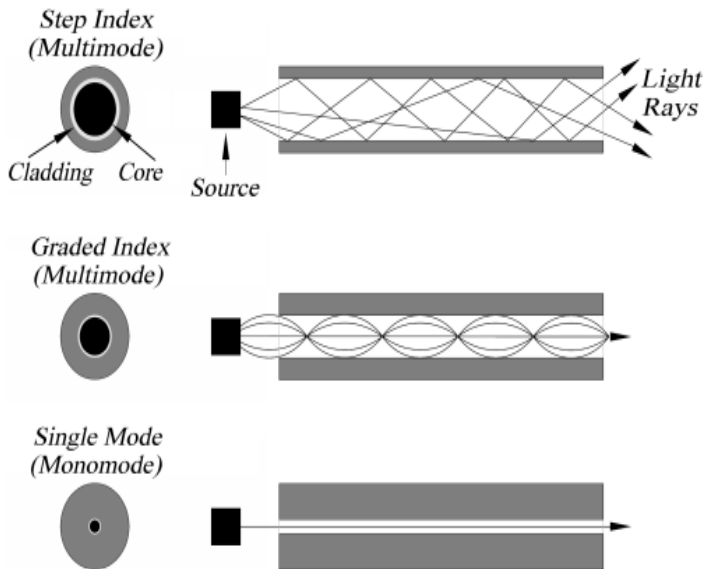 Step Index
(Multimode)
Light
Rays
Cladding
Core
Source
Graded Index
(Multimode)
Single Mode
(Monomode)